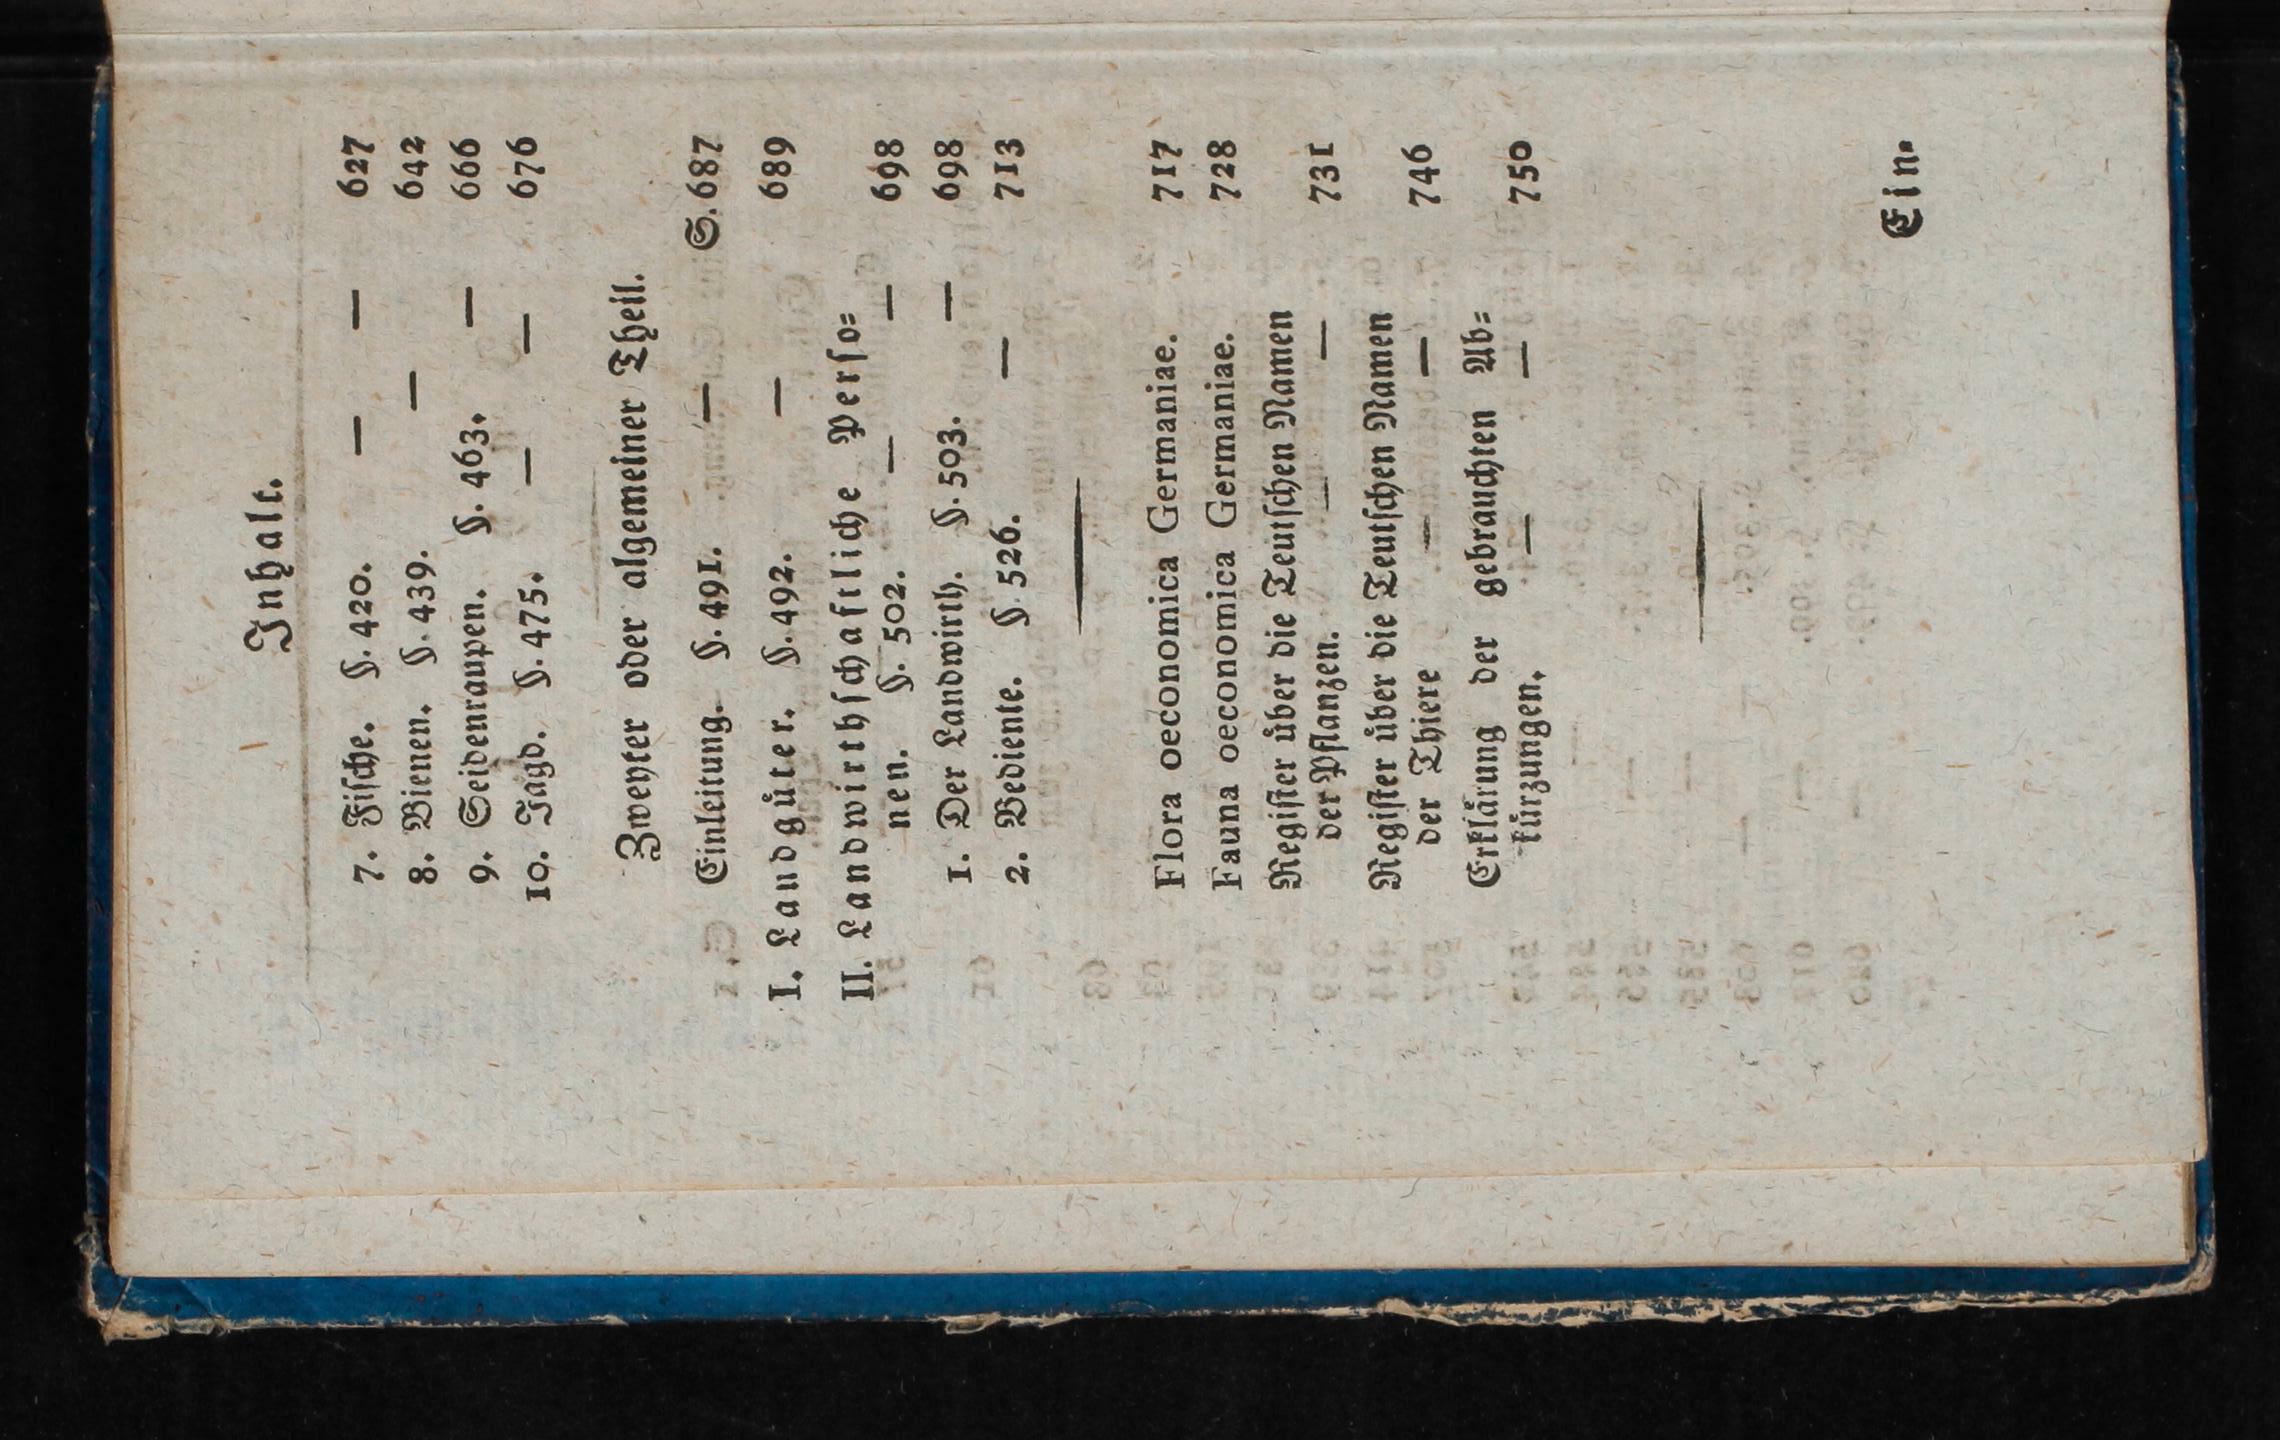 Inhalt.
7. Fische. §. 420. — — 627
8. Bienen. §. 439. — 642
9. Seidenraupen. §. 463. — 666
10. Jagd. §. 475. — — 676
Zweyter oder algemeiner Theil.
Einleitung. §. 491. — S. 687
I. Landgüter. §. 492. — 689
II. Landwirthschaftliche Perso=
nen. §. 502. — — 698
1. Der Landwirth. §. 503. — 698
2. Bediente. § 526. — 713
Flora oeconomica Germaniae. 717
Fauna oeconomica Germaniae. 728
Register über die Teutschen Namen
der Pflanzen. — — 731
Register über die Teutschen Namen
der Thiere — — 746
Erklärung der gebrauchten Ab=
kürzungen. — — 750
Ein=